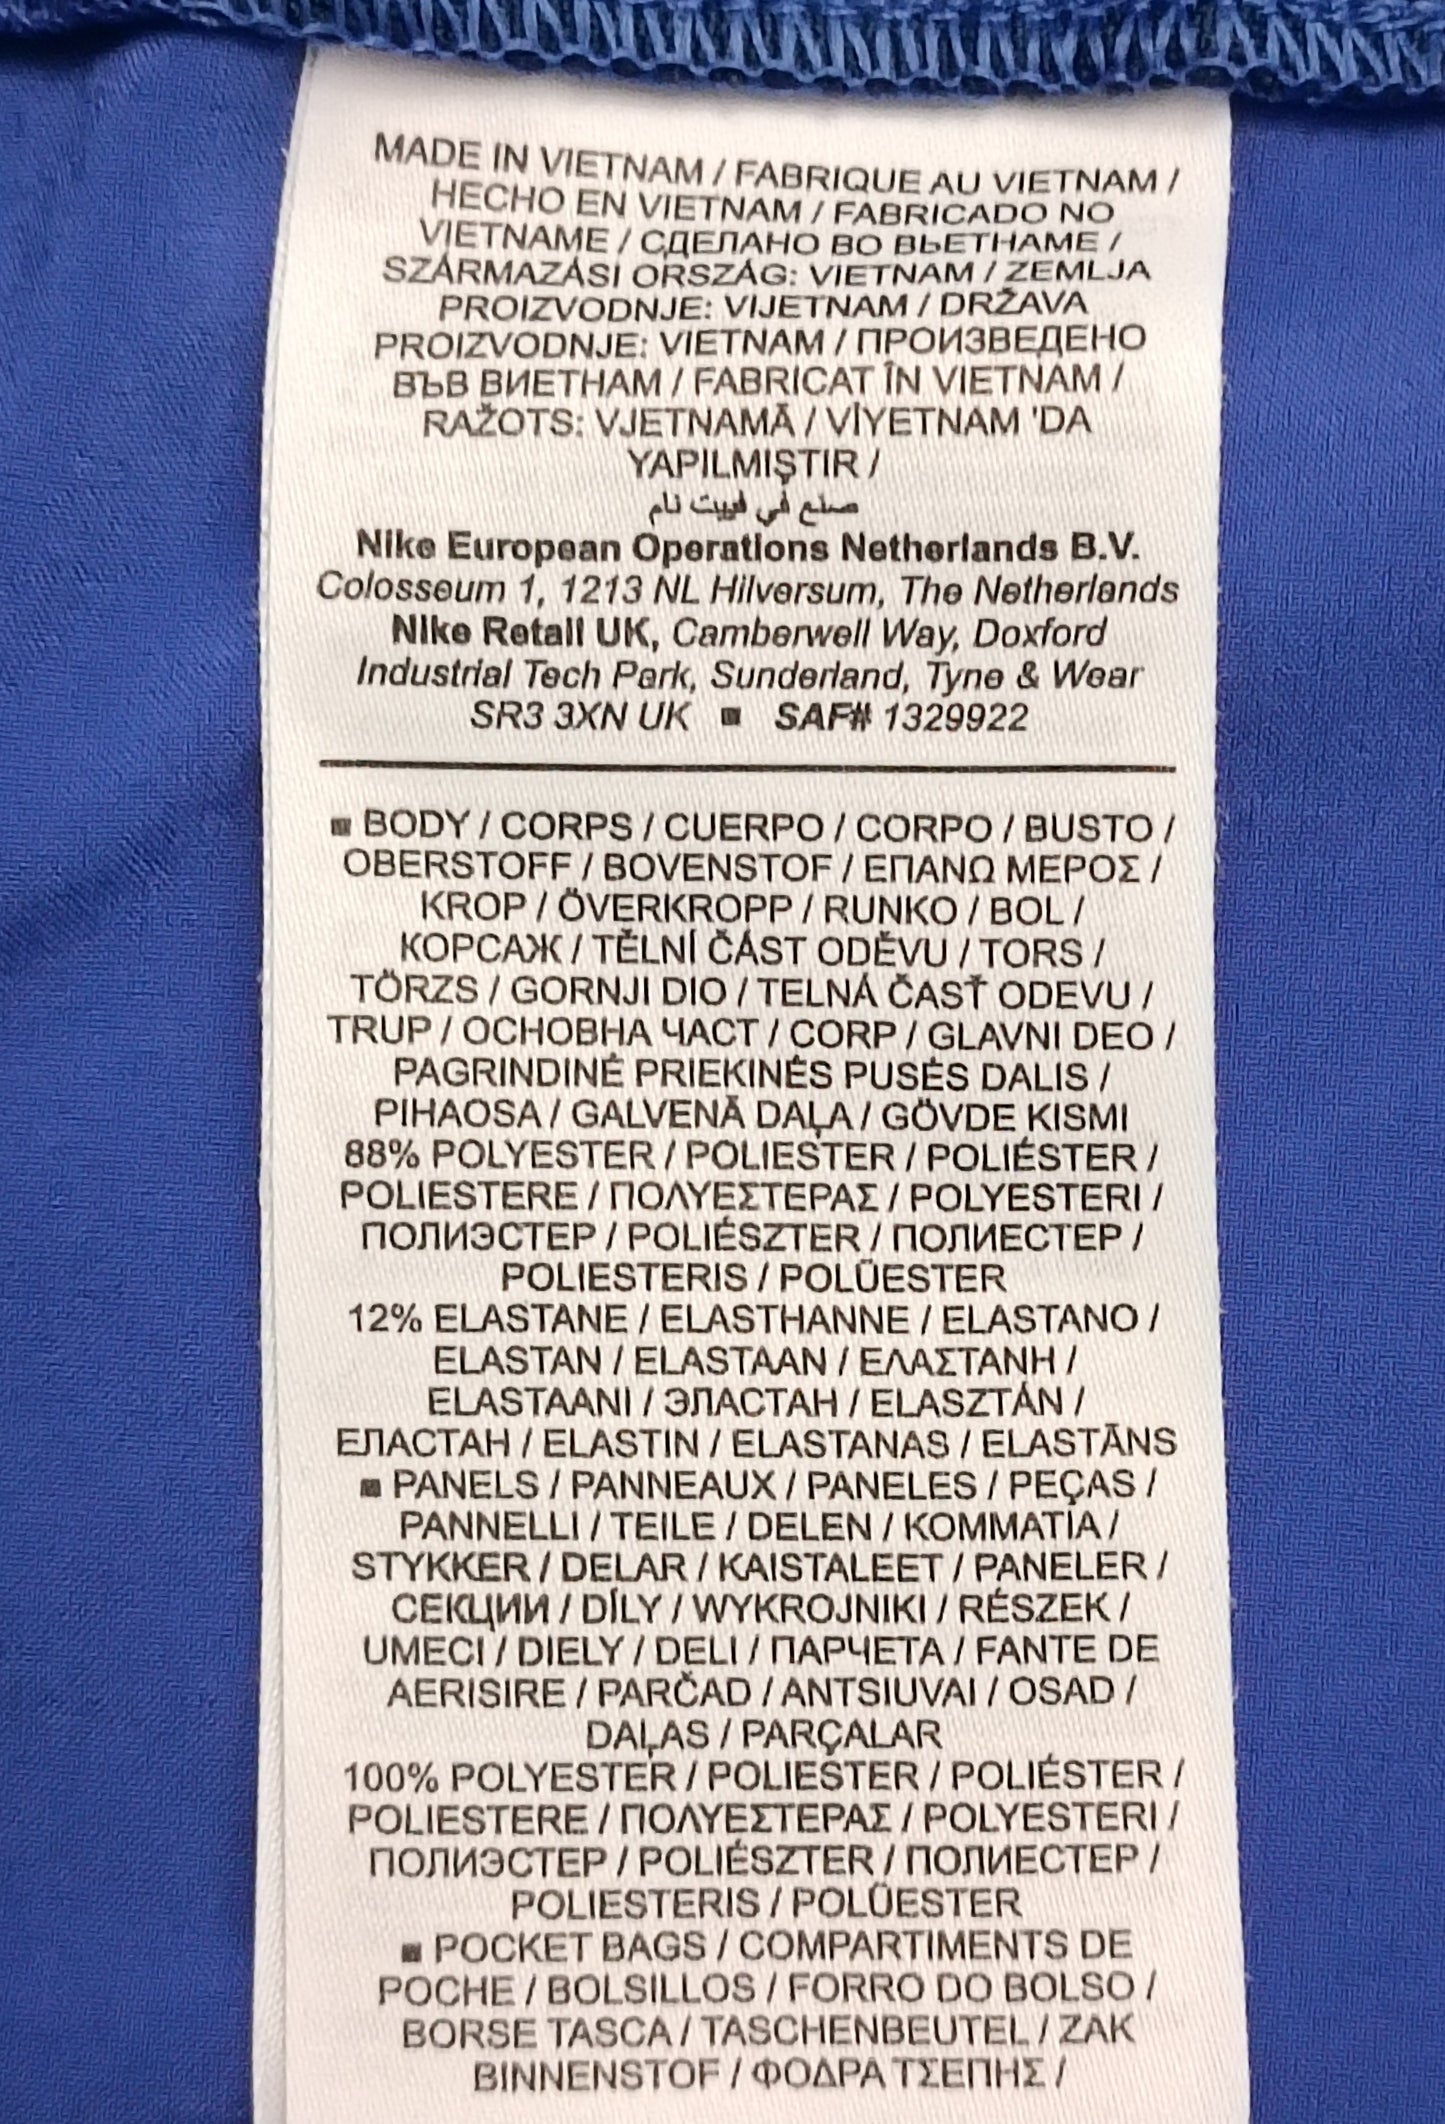 MADE IN VIETNAM / FABRIQUE AU VIETNAM /
HECHO EN VIETNAM / FABRICADO NO
VIETNAME / СДЕЛАНО ВО ВЬЕТНАМЕ /
SZÁRMAZÁSI ORSZÁG: VIETNAM / ZEMLJA
PROIZVODNJE: VIJETNAM / DRŽAVA
PROIZVODNJE: VIETNAM / ПРОИЗВЕДЕНО
ВЪВ ВИЕТНАМ / FABRICAT ÎN VIETNAM /
RAŽOTS: VJETNAMĀ / VİYETNAM 'DA
YAPILMIŞTIR /
صنع في فييت نام
Nike European Operations Netherlands B.V.
Colosseum 1, 1213 NL Hilversum, The Netherlands
Nike Retail UK, Camberwell Way, Doxford
Industrial Tech Park, Sunderland, Tyne & Wear
SR3 3XN UK ■ SAF# 1329922
■ BODY / CORPS / CUERPO / CORPO / BUSTO /
OBERSTOFF / BOVENSTOF / ΕΠΑΝΩ ΜΕΡΟΣ /
KROP / ÖVERKROPP / RUNKO / BOL /
КОРСАЖ / TĚLNÍ ČÁST ODĚVU / TORS /
TÖRZS / GORNJI DIO / TELNÁ ČASŤ ODEVU /
TRUP / ОСНОВНА ЧАСТ / CORP / GLAVNI DEO /
PAGRINDINĖ PRIEKINĖS PUSĖS DALIS /
PIHAOSA / GALVENĀ DAĻA / GÖVDE KISMI
88% POLYESTER / POLIESTER / POLIÉSTER /
POLIESTERE / ΠΟΛΥΕΣΤΕΡΑΣ / POLYESTERI /
ПОЛИЭСТЕР / POLIÉSZTER / ПОЛИЕСТЕР /
POLIESTERIS / POLÜESTER
12% ELASTANE / ELASTHANNE / ELASTANO /
ELASTAN / ELASTAAN / ΕΛΑΣΤΑΝΗ /
ELASTAANI / ЭЛАСТАН / ELASZTÁN /
ЕЛАСТАН / ELASTIN / ELASTANAS / ELASTĀNS
■ PANELS / PANNEAUX / PANELES / PEÇAS /
PANNELLI / TEILE / DELEN / ΚΟΜΜΑΤΙΑ /
STYKKER / DELAR / KAISTALEET / PANELER /
СЕКЦИИ / DÍLY / WYKROJNIKI / RÉSZEK /
UMECI / DIELY / DELI / ПАРЧЕТА / FANTE DE
AERISIRE / PARČAD / ANTSIUVAI / OSAD /
DAĻAS / PARÇALAR
100% POLYESTER / POLIESTER / POLIÉSTER /
POLIESTERE / ΠΟΛΥΕΣΤΕΡΑΣ / POLYESTERI /
ПОЛИЭСТЕР / POLIÉSZTER / ПОЛИЕСТЕР /
POLIESTERIS / POLÜESTER
■ POCKET BAGS / COMPARTIMENTS DE
POCHE / BOLSILLOS / FORRO DO BOLSO /
BORSE TASCA / TASCHENBEUTEL / ZAK
BINNENSTOF / ΦΟΔΡΑ ΤΣΕΠΗΣ /